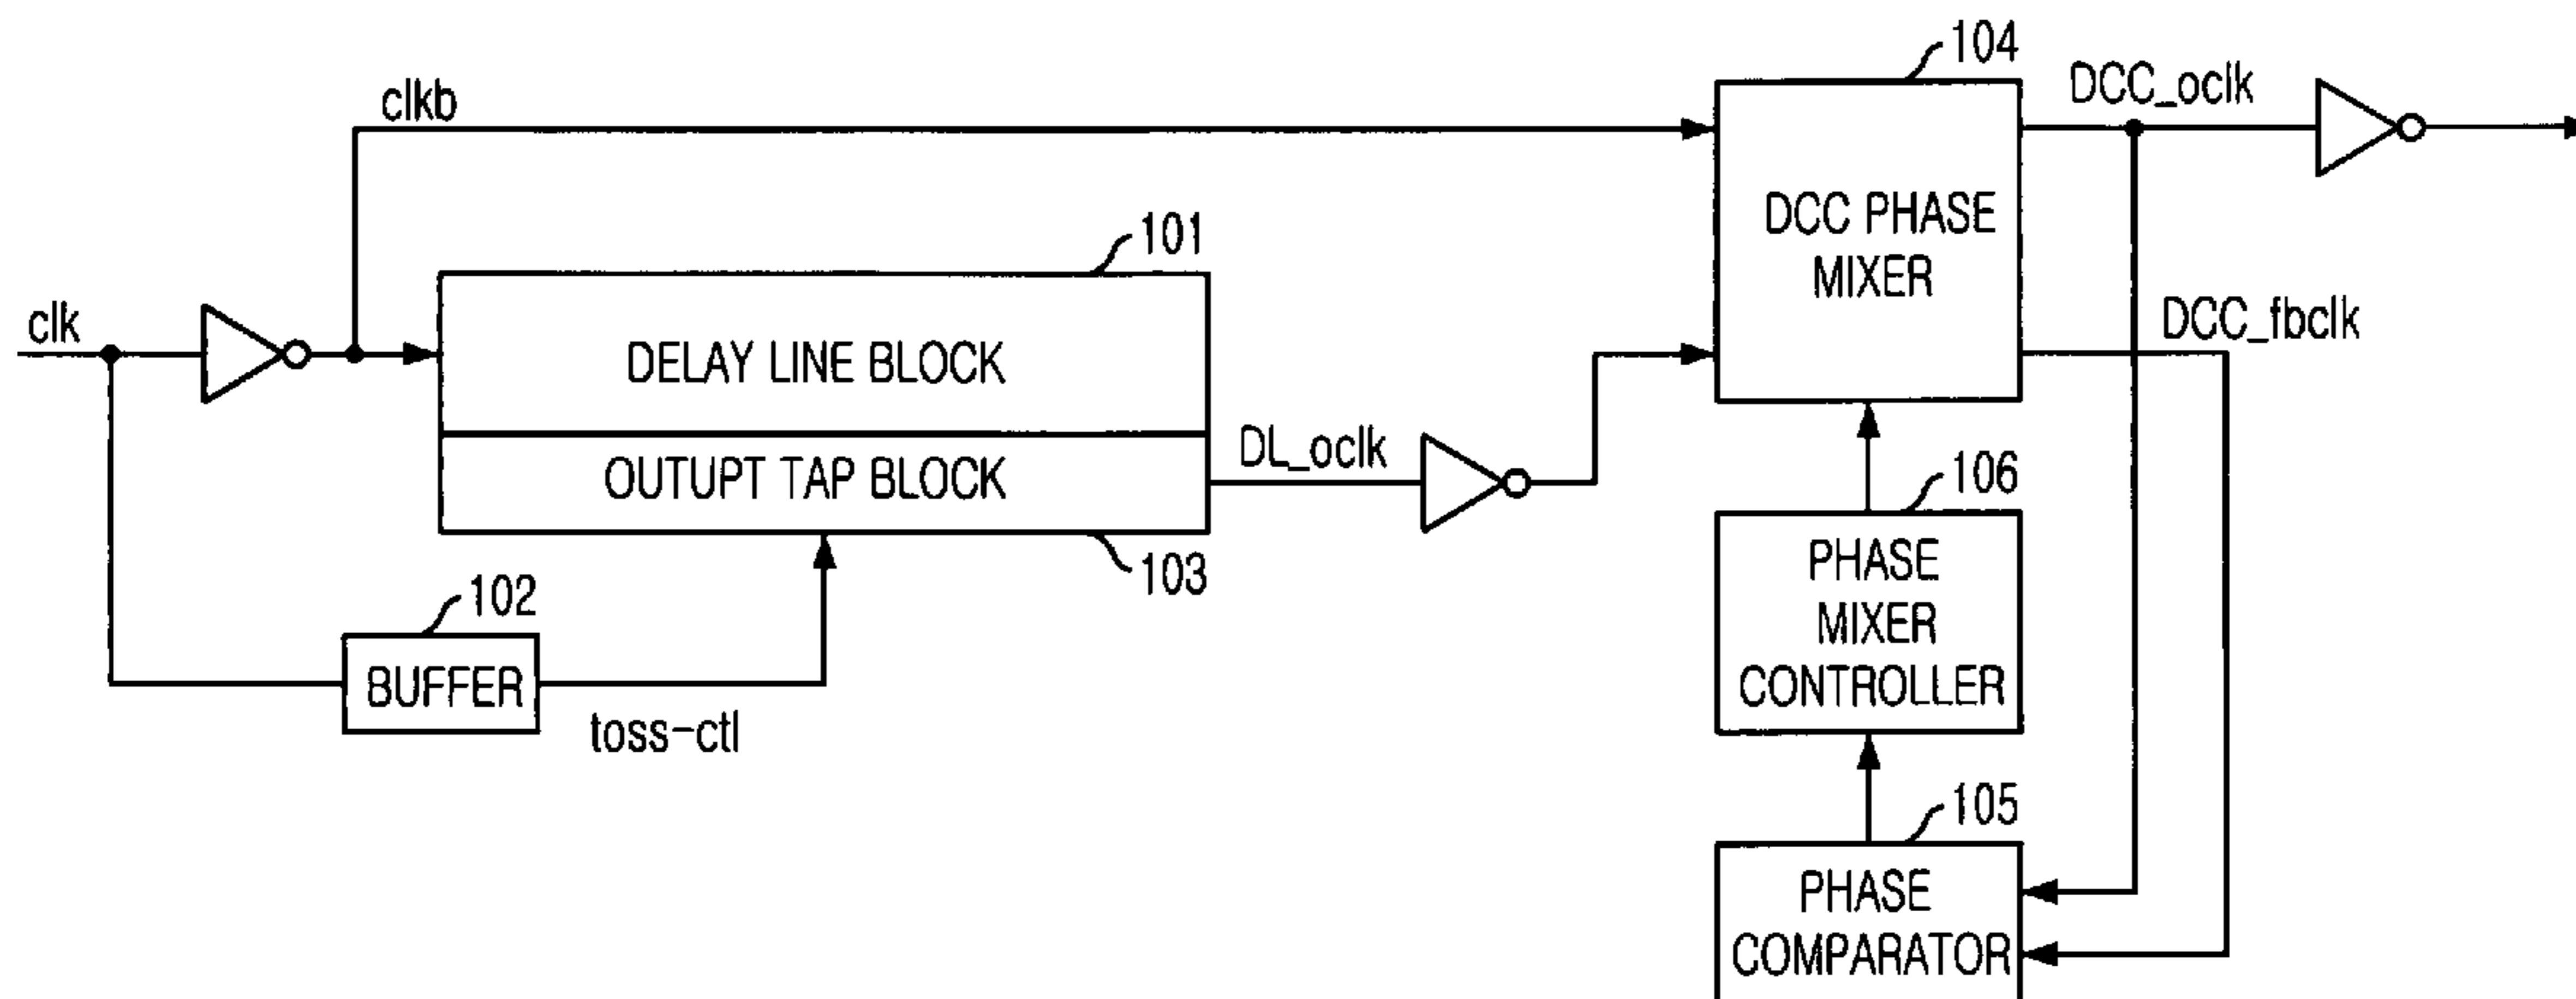 104
DCC_oclk
clkb
DCC PHASE
MIXER
101
DCC_fbclk
clk
DELAY LINE BLOCK
DL_oclk
OUTUPT TAP BLOCK
106
103
PHASE
MIXER
CONTROLLER
102
BUFFER
toss-ctl
105
PHASE
COMPARATOR